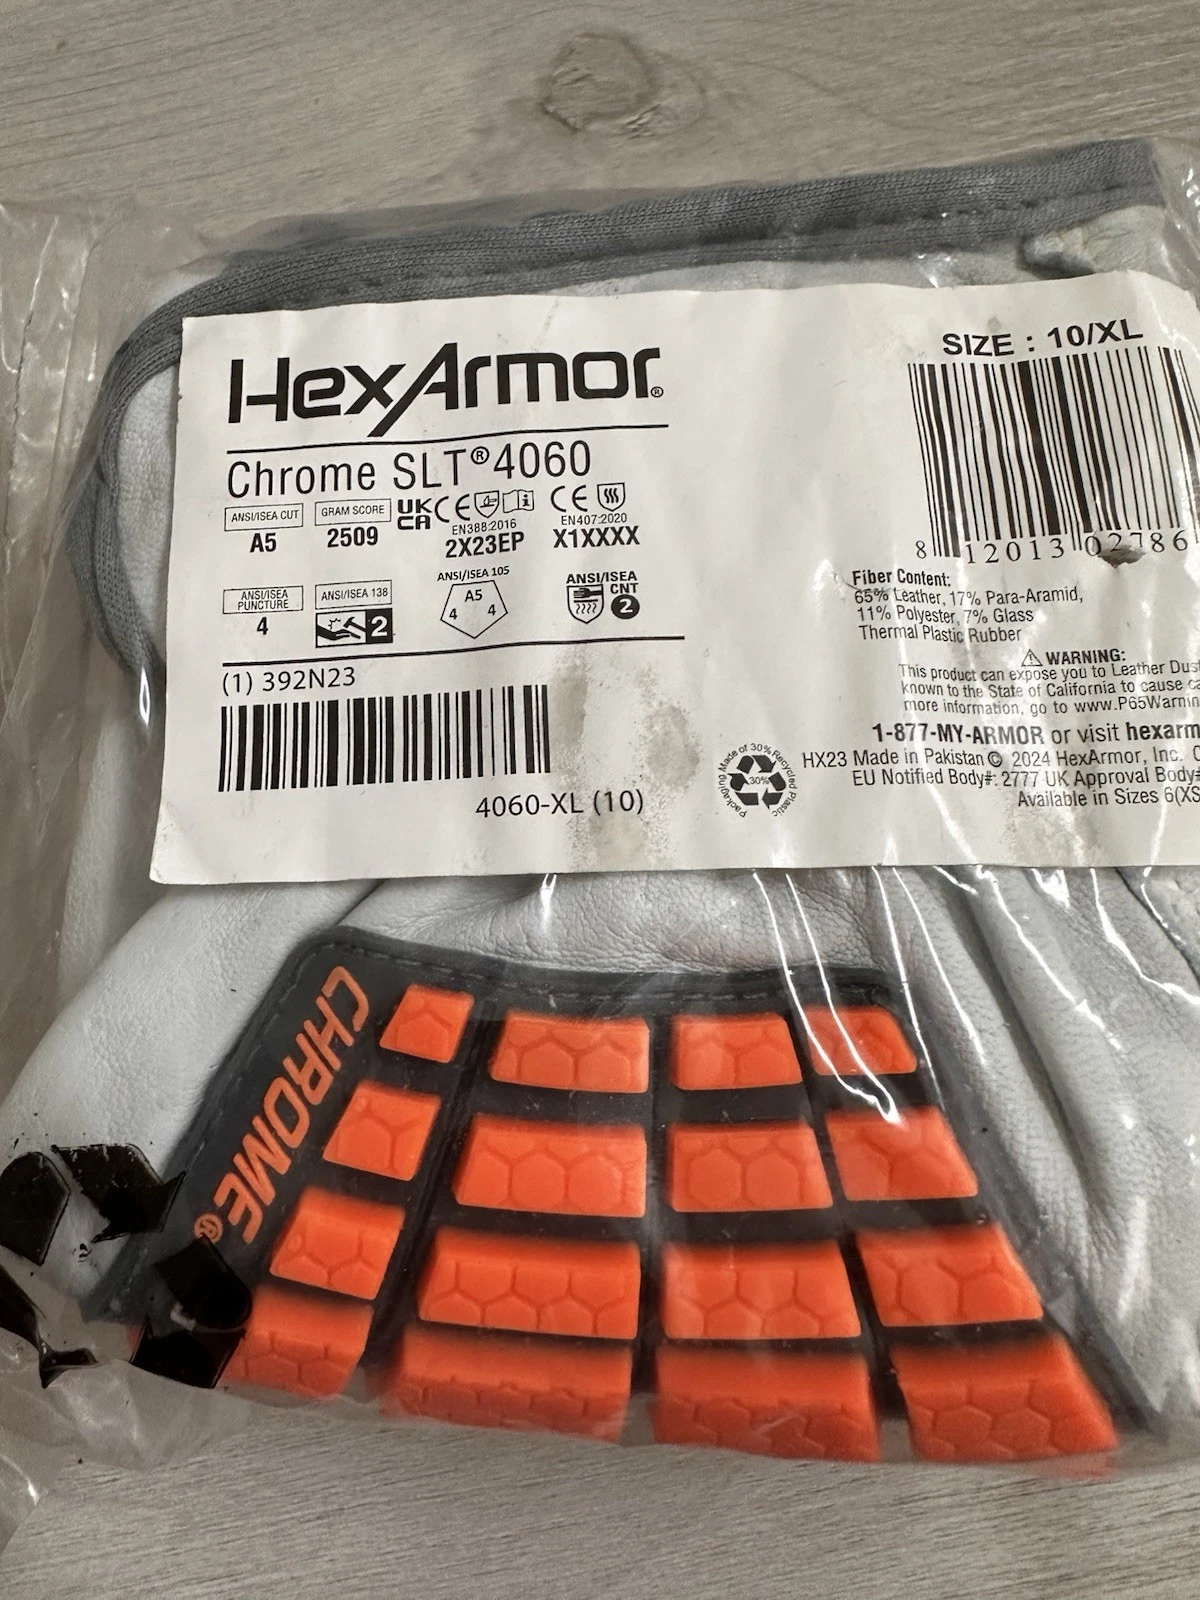 HexArmor®
Chrome SLT® 4060
ANSI/ISEA CUT
A5
GRAM SCORE
2509
UK CA CE
EN388:2016
2X23EP
CE
EN407:2020
X1XXXX
ANSI/ISEA PUNCTURE
4
ANSI/ISEA 138
2
ANSI/ISEA 105
A5
4 4
ANSI/ISEA
CNT
2
(1) 392N23
4060-XL (10)
SIZE : 10/XL
8 12013 02786
Fiber Content:
65% Leather, 17% Para-Aramid,
11% Polyester, 7% Glass
Thermal Plastic Rubber
WARNING:
This product can expose you to Leather Dust
known to the State of California to cause
more information, go to www.P65Warnin
1-877-MY-ARMOR or visit hexarm
HX23 Made in Pakistan © 2024 HexArmor, Inc.
EU Notified Body#: 2777 UK Approval Body#
Available in Sizes 6(XS
Packaging Made of 30% Recycled Plastic
30%
CHROME®